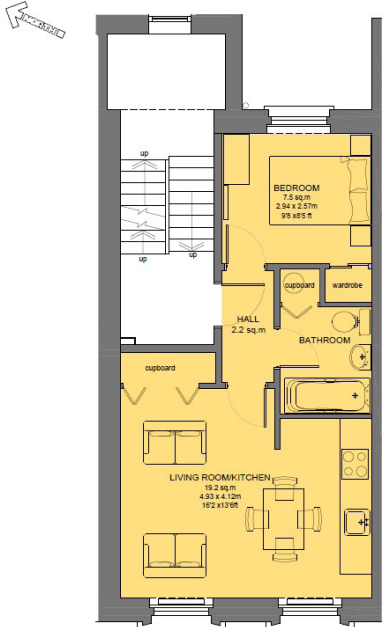 up
up
up
BEDROOM
7.5 sq.m
2.94 x 2.57m
9'8 x8'5 ft
cupboard
wardrobe
HALL
2.2 sq.m
BATHROOM
cupboard
LIVING ROOM/KITCHEN
19.2 sq.m
4.93 x 4.12m
16'2 x13'6ft